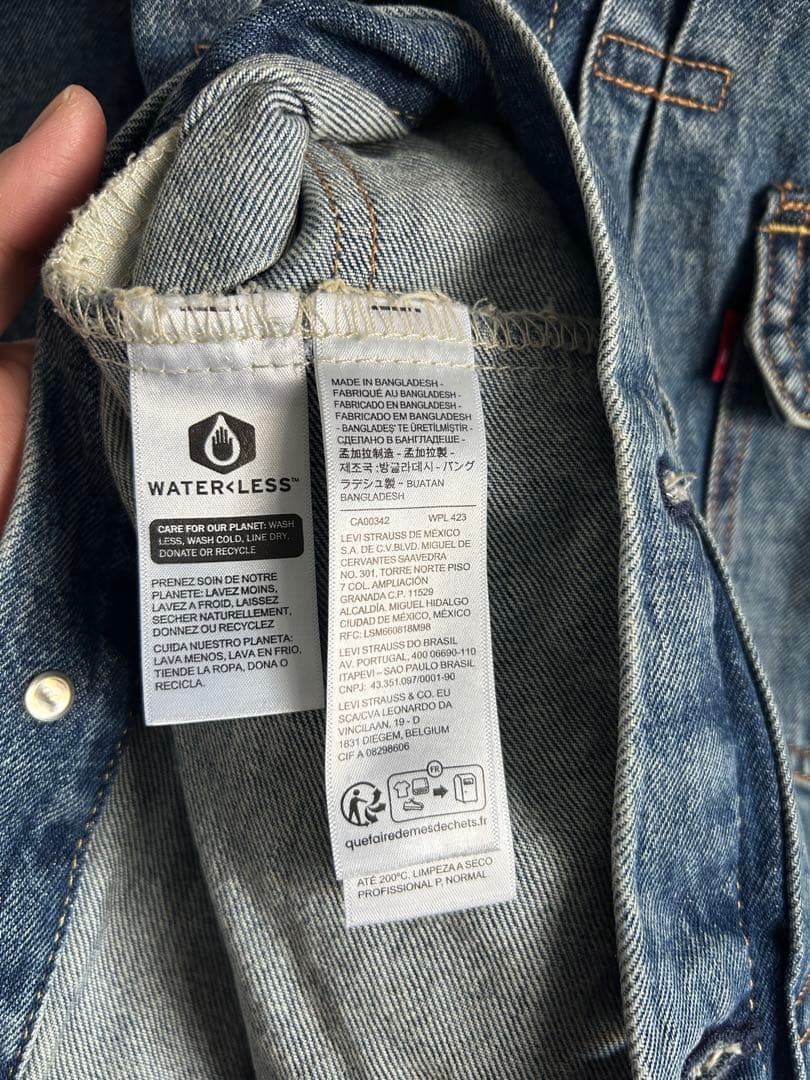 WATER<LESS™
CARE FOR OUR PLANET: WASH
LESS, WASH COLD, LINE DRY,
DONATE OR RECYCLE
PRENEZ SOIN DE NOTRE
PLANETE: LAVEZ MOINS,
LAVEZ A FROID, LAISSEZ
SECHER NATURELLEMENT,
DONNEZ OU RECYCLEZ
CUIDA NUESTRO PLANETA:
LAVA MENOS, LAVA EN FRIO,
TIENDE LA ROPA, DONA O
RECICLA.
MADE IN BANGLADESH -
FABRIQUÉ AU BANGLADESH -
FABRICADO EN BANGLADESH -
FABRICADO EM BANGLADESH
- BANGLADEŞ'TE ÜRETİLMİŞTİR -
СДЕЛАНО В БАНГЛАДЕШЕ -
孟加拉制造 - 孟加拉製 -
제조국 :방글라데시 - バング
ラデシュ製 - BUATAN
BANGLADESH
CA00342 WPL 423
LEVI STRAUSS DE MÉXICO
S.A. DE C.V.BLVD. MIGUEL DE
CERVANTES SAAVEDRA
NO. 301, TORRE NORTE PISO
7 COL. AMPLIACIÓN
GRANADA C.P. 11529
ALCALDÍA. MIGUEL HIDALGO
CIUDAD DE MÉXICO, MÉXICO
RFC: LSM660818M98
LEVI STRAUSS DO BRASIL
AV. PORTUGAL, 400 06690-110
ITAPEVI – SAO PAULO BRASIL
CNPJ: 43.351.097/0001-90
LEVI STRAUSS & CO. EU
SCA/CVA LEONARDO DA
VINCILAAN, 19 - D
1831 DIEGEM, BELGIUM
CIF A 08298606
FR
quefairedemesdechets.fr
ATÉ 200ºC. LIMPEZA A SECO
PROFISSIONAL P, NORMAL